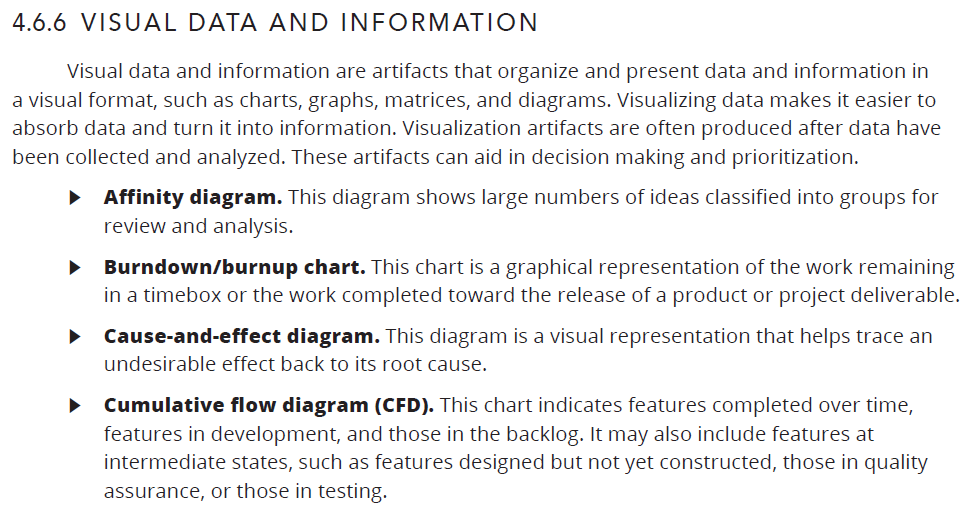 4.6.6 VISUAL DATA AND INFORMATION
Visual data and information are artifacts that organize and present data and information in
a visual format, such as charts, graphs, matrices, and diagrams. Visualizing data makes it easier to
absorb data and turn it into information. Visualization artifacts are often produced after data have
been collected and analyzed. These artifacts can aid in decision making and prioritization.
▶ Affinity diagram. This diagram shows large numbers of ideas classified into groups for
review and analysis.
▶ Burndown/burnup chart. This chart is a graphical representation of the work remaining
in a timebox or the work completed toward the release of a product or project deliverable.
▶ Cause-and-effect diagram. This diagram is a visual representation that helps trace an
undesirable effect back to its root cause.
▶ Cumulative flow diagram (CFD). This chart indicates features completed over time,
features in development, and those in the backlog. It may also include features at
intermediate states, such as features designed but not yet constructed, those in quality
assurance, or those in testing.